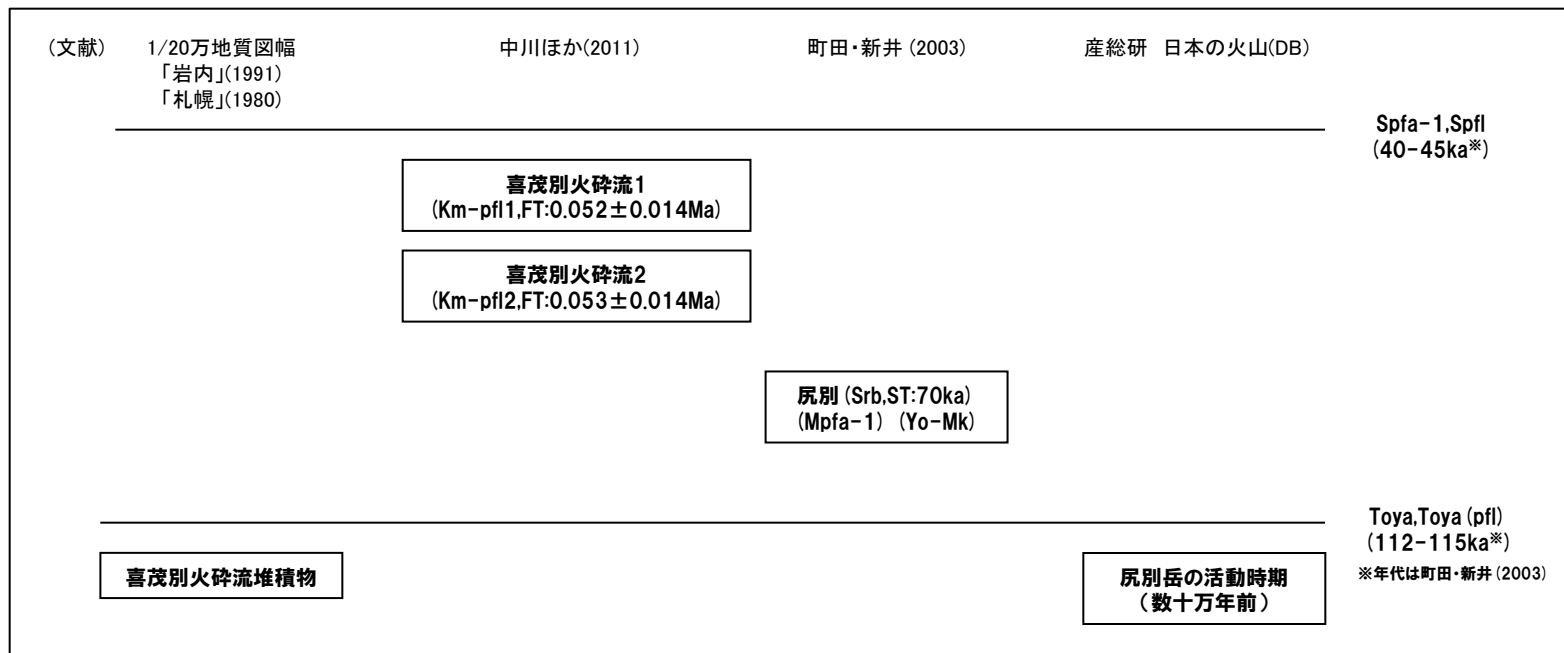 (文献) 1/20万地質図幅 中川ほか(2011) 町田・新井(2003) 産総研 日本の火山(DB)
「岩内」(1991)
「札幌」(1980)
Spfa-1,Spfl
(40-45ka※)
喜茂別火砕流1
(Km-pfl1,FT:0.052±0.014Ma)
喜茂別火砕流2
(Km-pfl2,FT:0.053±0.014Ma)
尻別(Srb,ST:70ka)
(Mpfa-1) (Yo-Mk)
Toya,Toya(pfl)
(112-115ka※)
※年代は町田・新井(2003)
喜茂別火砕流堆積物
尻別岳の活動時期
(数十万年前)